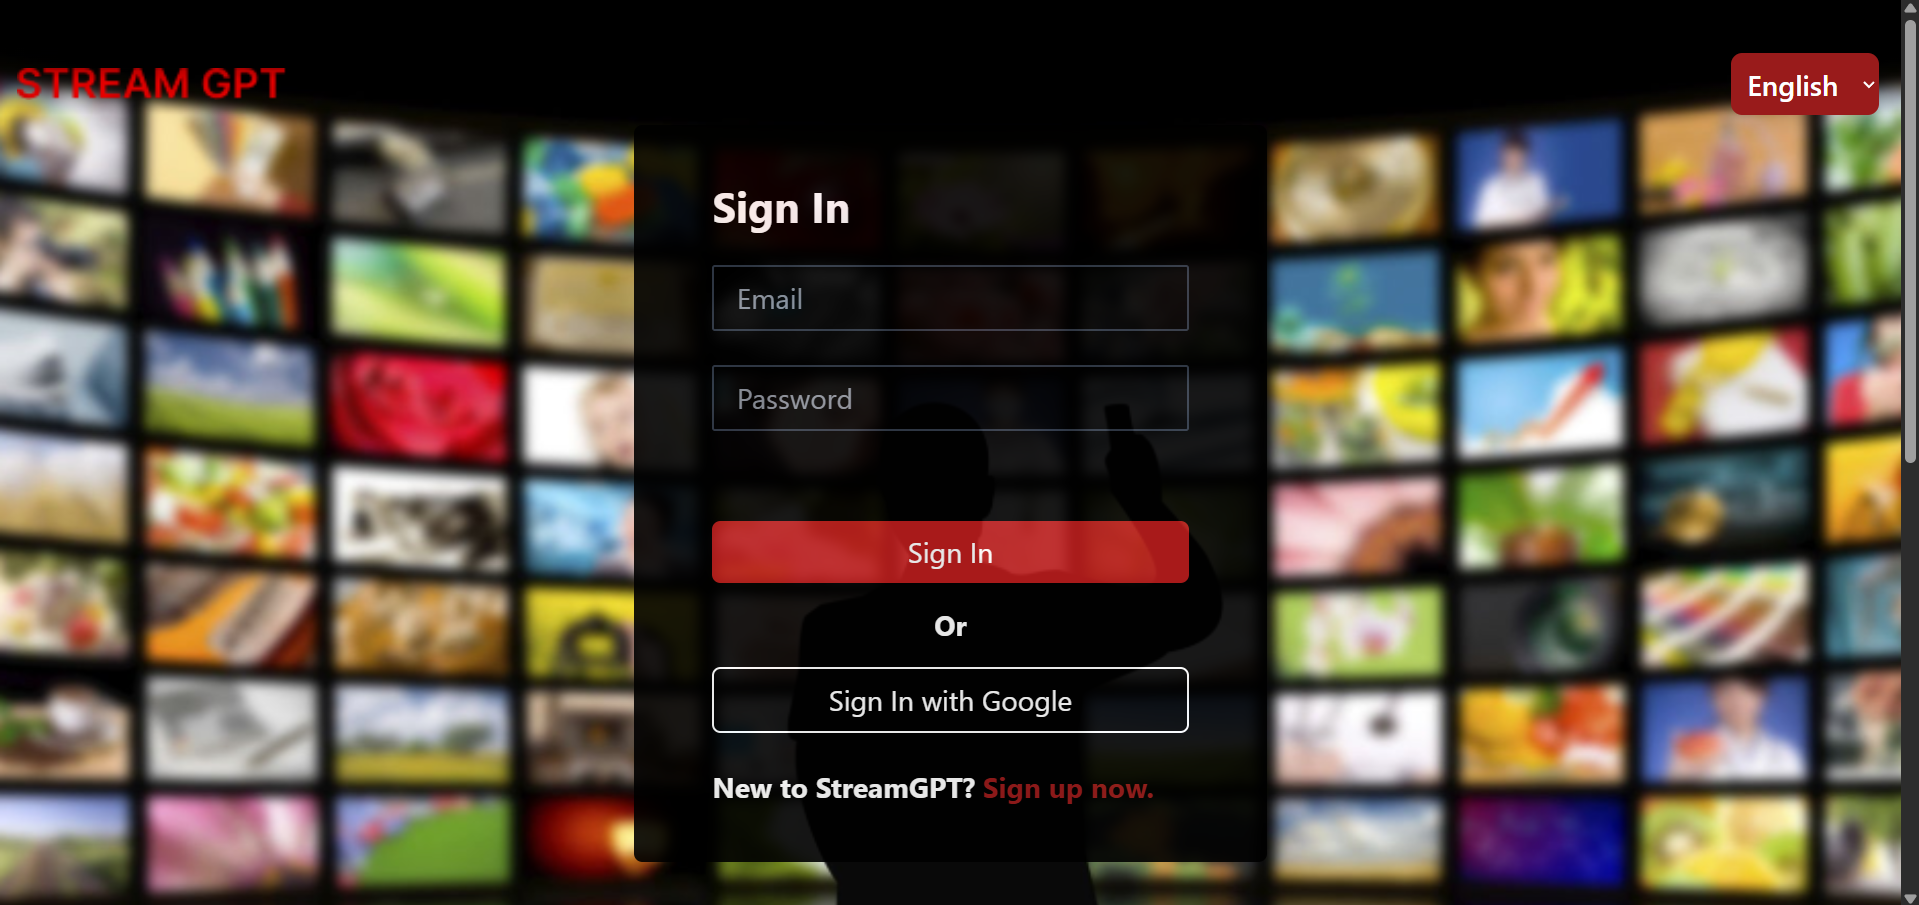 STREAM GPT
English
Sign In
Email
Password
Sign In
Or
Sign In with Google
New to StreamGPT? Sign up now.